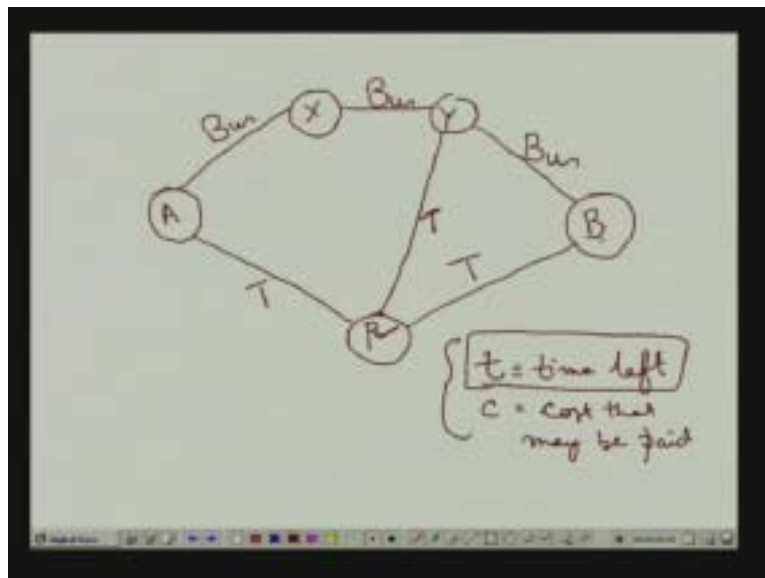 Bus
X
Bus
Y
Bus
A
T
B
T
T
t = time left
c = cost that
may be paid